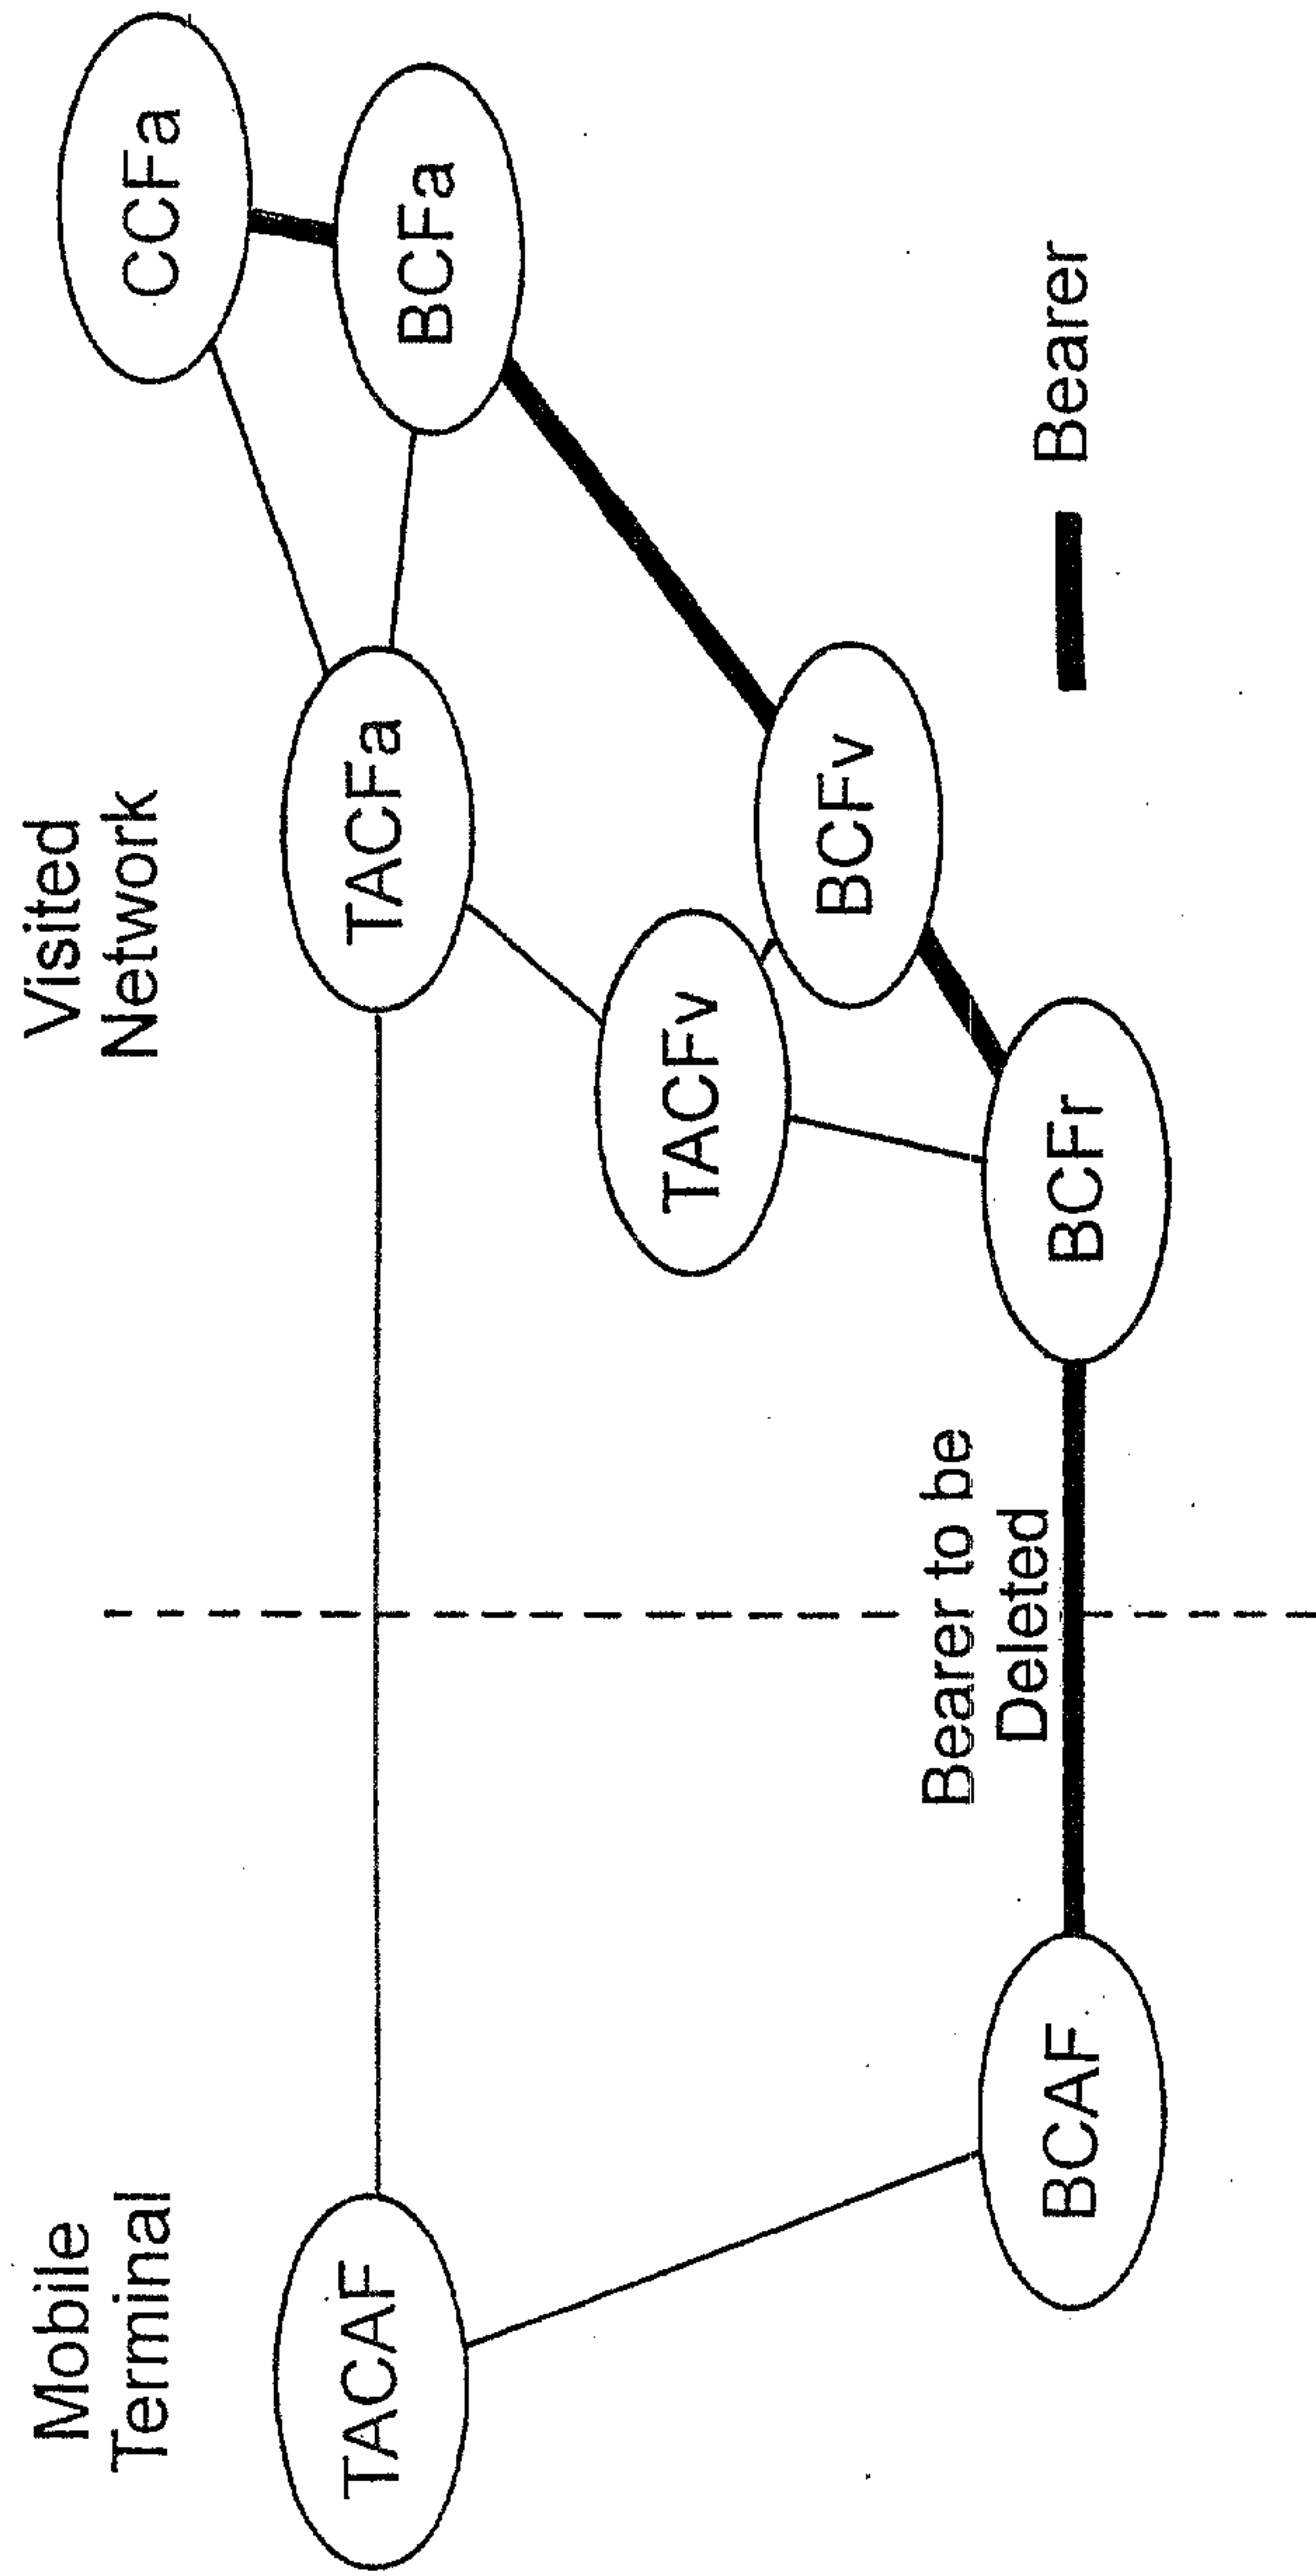 Mobile
Terminal
Visited
Network
CCFa
TACAF
TACFa
BCFa
TACFv
BCFv
Bearer to be
Deleted
BCAF
BCFr
Bearer